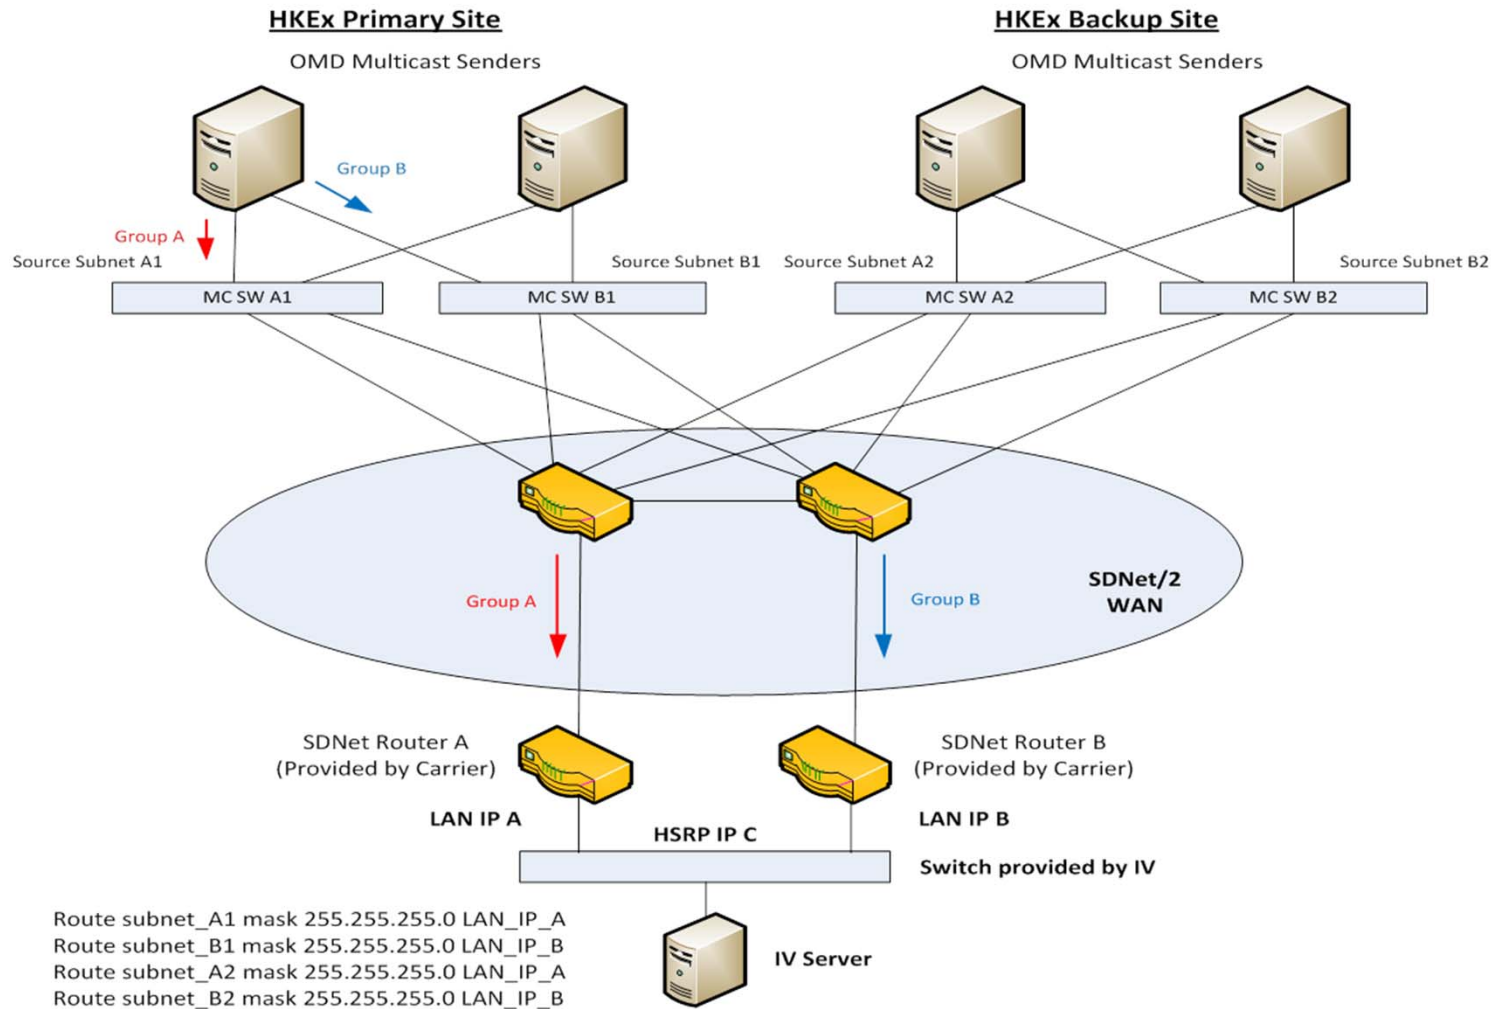 HKEx Primary Site
HKEx Backup Site
OMD Multicast Senders
OMD Multicast Senders
Group B
Group A
Source Subnet A1
Source Subnet B1
Source Subnet A2
Source Subnet B2
MC SW A1
MC SW B1
MC SW A2
MC SW B2
SDNet/2
WAN
Group A
Group B
SDNet Router A
(Provided by Carrier)
SDNet Router B
(Provided by Carrier)
LAN IP A
LAN IP B
HSRP IP C
Switch provided by IV
Route subnet_A1 mask 255.255.255.0 LAN_IP_A
Route subnet_B1 mask 255.255.255.0 LAN_IP_B
Route subnet_A2 mask 255.255.255.0 LAN_IP_A
Route subnet_B2 mask 255.255.255.0 LAN_IP_B
IV Server